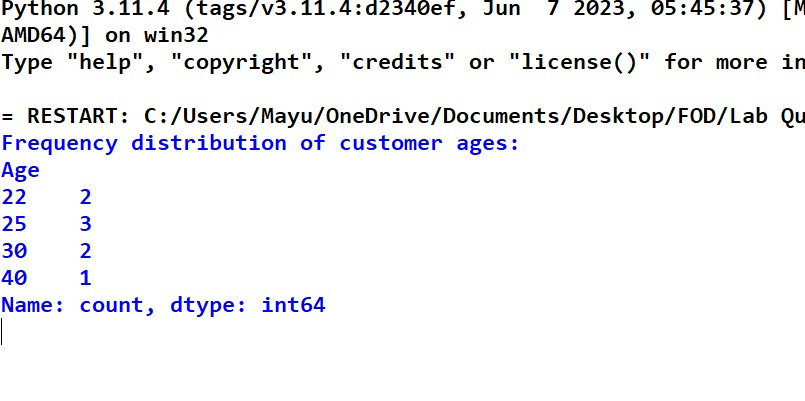 Python 3.11.4 (tags/v3.11.4:d2340ef, Jun  7 2023, 05:45:37) [M
AMD64)] on win32
Type "help", "copyright", "credits" or "license()" for more in
= RESTART: C:/Users/Mayu/OneDrive/Documents/Desktop/FOD/Lab Qu
Frequency distribution of customer ages:
Age
22    2
25    3
30    2
40    1
Name: count, dtype: int64